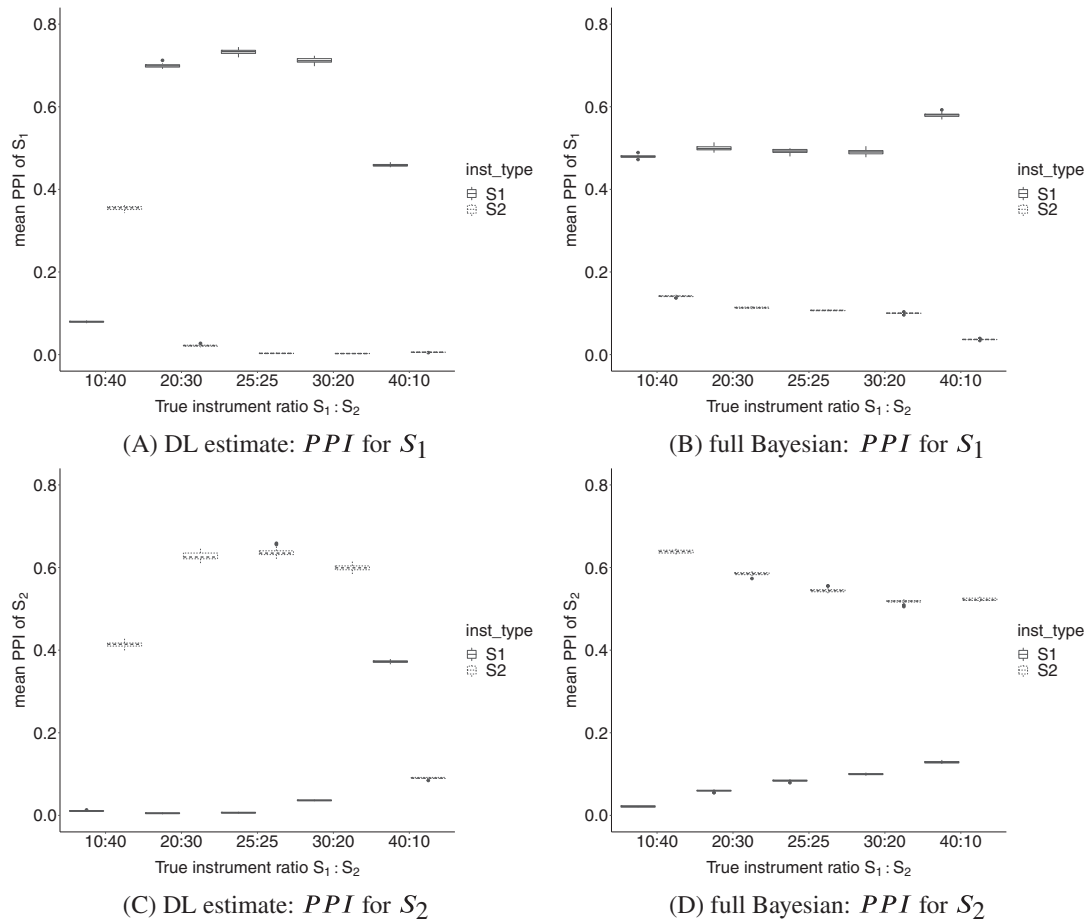 0.8
0.6
0.4
0.2
0.0
mean PPI of S1
10:40 20:30 25:25 30:20 40:10
True instrument ratio S1 : S2
inst_type
S1
S2
(A) DL estimate: PPI for S1
0.8
0.6
0.4
0.2
0.0
mean PPI of S1
10:40 20:30 25:25 30:20 40:10
True instrument ratio S1 : S2
inst_type
S1
S2
(B) full Bayesian: PPI for S1
0.8
0.6
0.4
0.2
0.0
mean PPI of S2
10:40 20:30 25:25 30:20 40:10
True instrument ratio S1 : S2
inst_type
S1
S2
(C) DL estimate: PPI for S2
0.8
0.6
0.4
0.2
0.0
mean PPI of S2
10:40 20:30 25:25 30:20 40:10
True instrument ratio S1 : S2
inst_type
S1
S2
(D) full Bayesian: PPI for S2